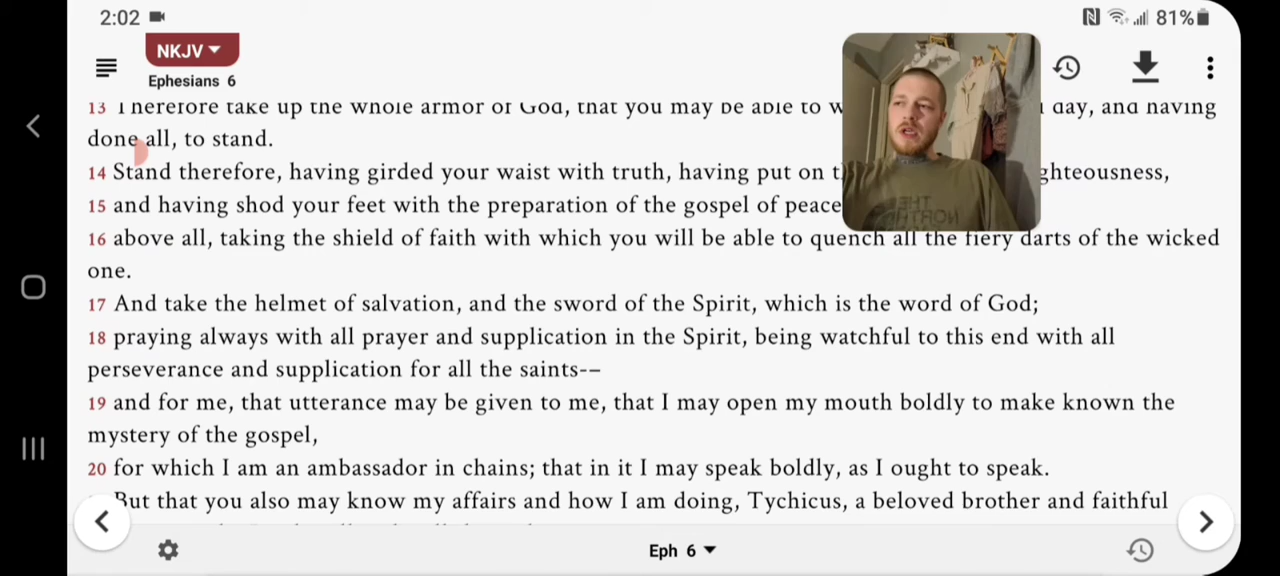 2:02 81%
NKJV
Ephesians 6
13 Therefore take up the whole armor of God, that you may be able to w day, and having
done all, to stand.
14 Stand therefore, having girded your waist with truth, having put on t ghteousness,
15 and having shod your feet with the preparation of the gospel of peace
16 above all, taking the shield of faith with which you will be able to quench all the fiery darts of the wicked
one.
17 And take the helmet of salvation, and the sword of the Spirit, which is the word of God;
18 praying always with all prayer and supplication in the Spirit, being watchful to this end with all
perseverance and supplication for all the saints--
19 and for me, that utterance may be given to me, that I may open my mouth boldly to make known the
mystery of the gospel,
20 for which I am an ambassador in chains; that in it I may speak boldly, as I ought to speak.
But that you also may know my affairs and how I am doing, Tychicus, a beloved brother and faithful
Eph 6
THE
NORTH